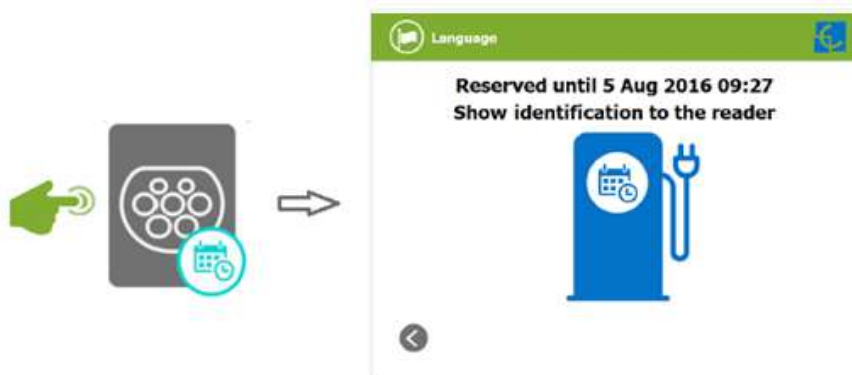 Language
Reserved until 5 Aug 2016 09:27
Show identification to the reader